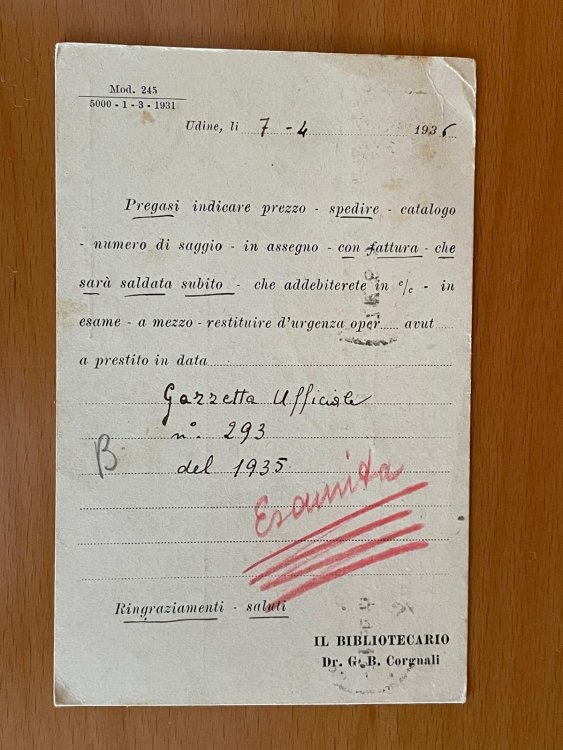 Mod. 245
5000 - 1 - 3 - 1931
Udine, li 7 - 4 1936
Pregasi indicare prezzo - spedire - catalogo
- numero di saggio - in assegno - con fattura - che
sarà saldata subito - che addebiterete in c/c - in
esame - a mezzo - restituire d'urgenza oper...... avut....
a prestito in data
Gazzetta Ufficiale
n°. 293
B.
del 1935
Esaurita
Ringraziamenti - saluti
IL BIBLIOTECARIO
Dr. G. B. Corgnali